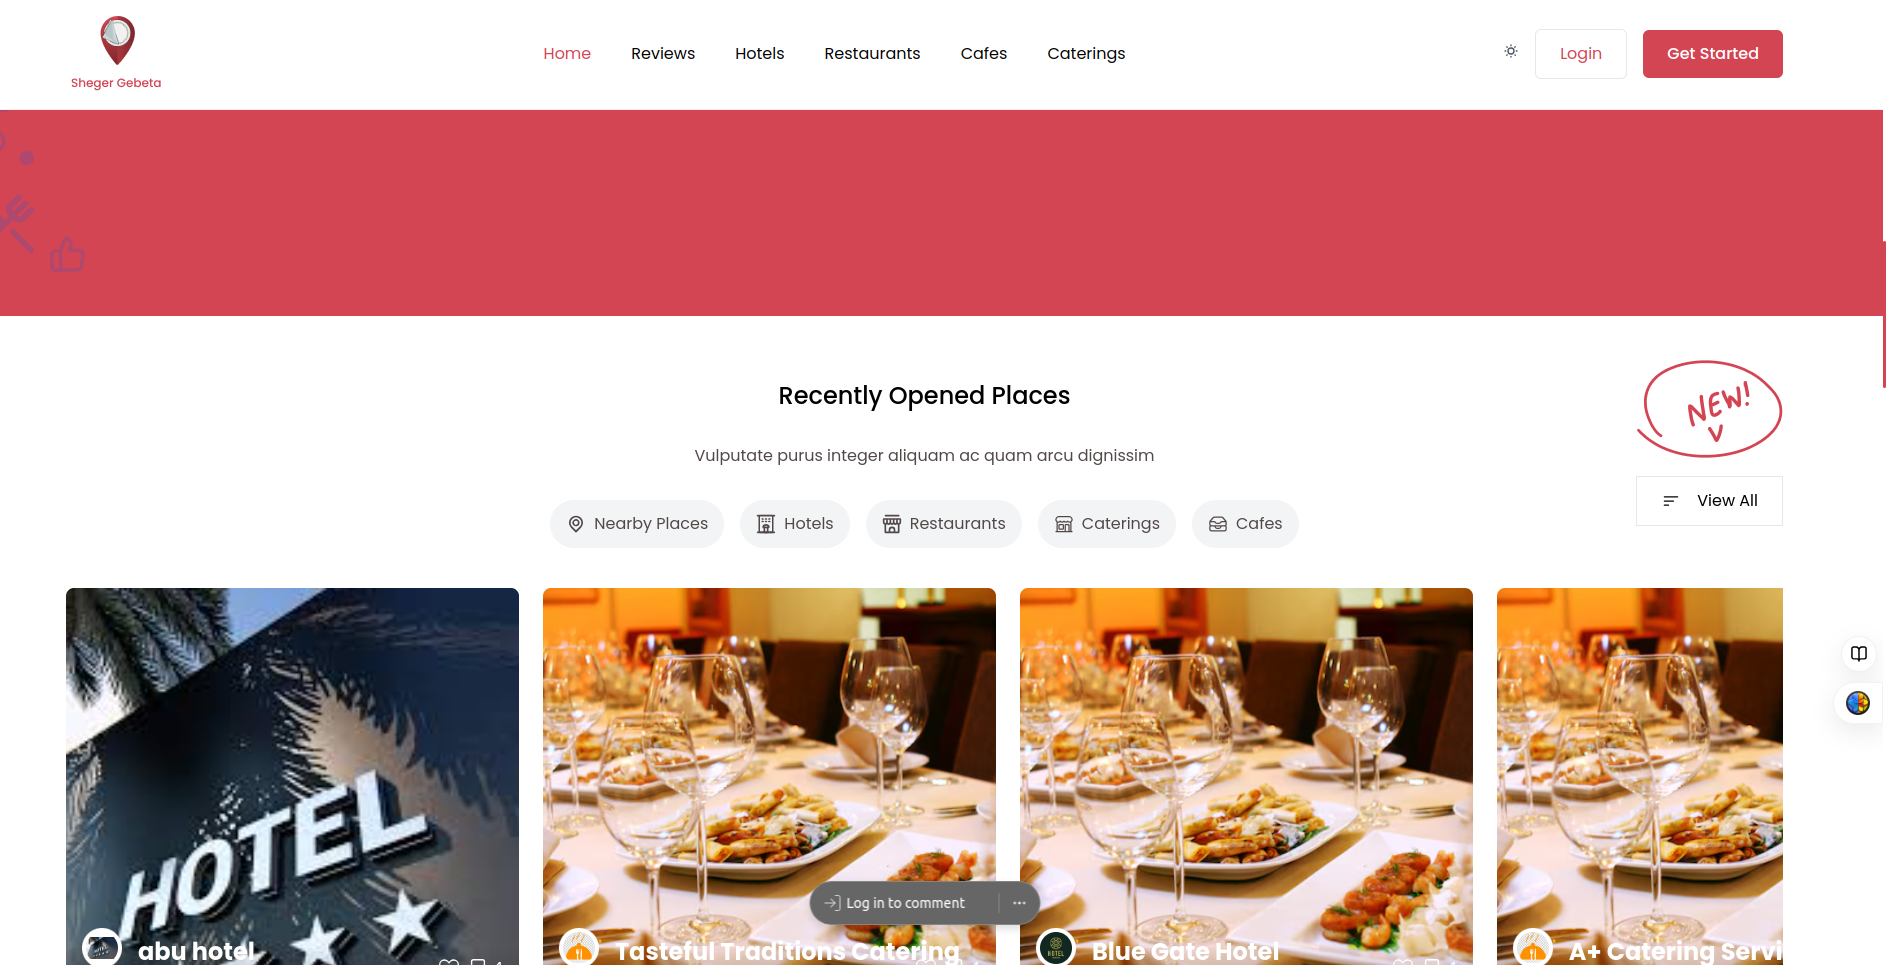 Sheger Gebeta
Home
Reviews
Hotels
Restaurants
Cafes
Caterings
Login
Get Started
Recently Opened Places
NEW!
Vulputate purus integer aliquam ac quam arcu dignissim
View All
Nearby Places
Hotels
Restaurants
Caterings
Cafes
HOTEL
Log in to comment
abu hotel
Tasteful Traditions Catering
HOTEL
Blue Gate Hotel
A+ Catering Servi